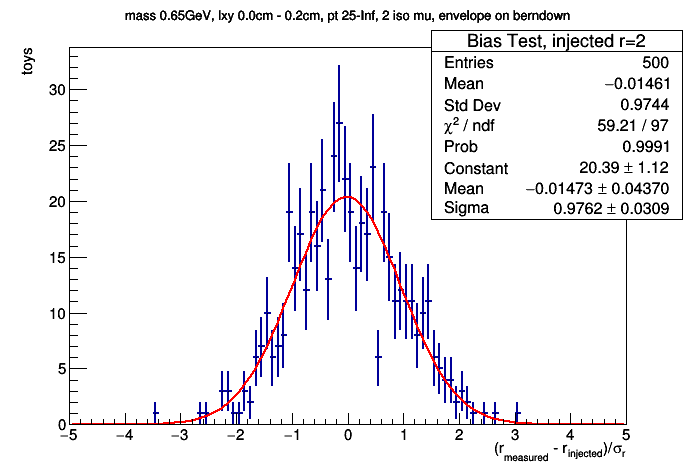 mass 0.65GeV, lxy 0.0cm - 0.2cm, pt 25-Inf, 2 iso mu, envelope on berndown
Bias Test, injected r=2
Entries 500
Mean −0.01461
Std Dev 0.9744
χ² / ndf 59.21 / 97
Prob 0.9991
Constant 20.39 ± 1.12
Mean −0.01473 ± 0.04370
Sigma 0.9762 ± 0.0309
toys
30
25
20
15
10
5
0
−5 −4 −3 −2 −1 0 1 2 3 4 5
(r_measured - r_injected)/σ_r